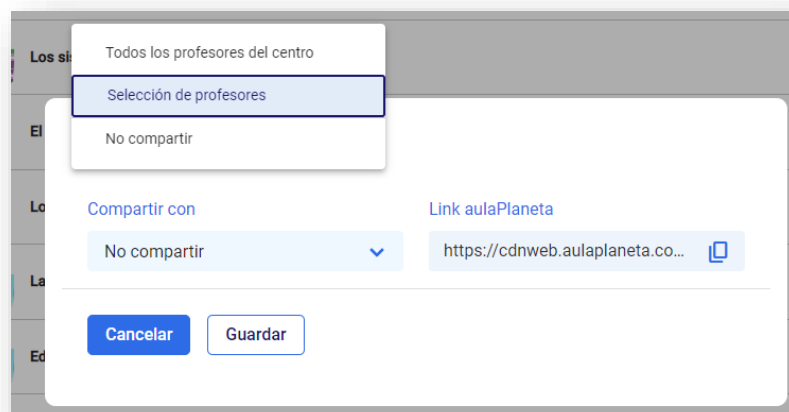 Los si
Todos los profesores del centro
Selección de profesores
El
No compartir
Lo
Compartir con
Link aulaPlaneta
No compartir
https://cdnweb.aulaplaneta.co...
La
Cancelar
Guardar
Ed